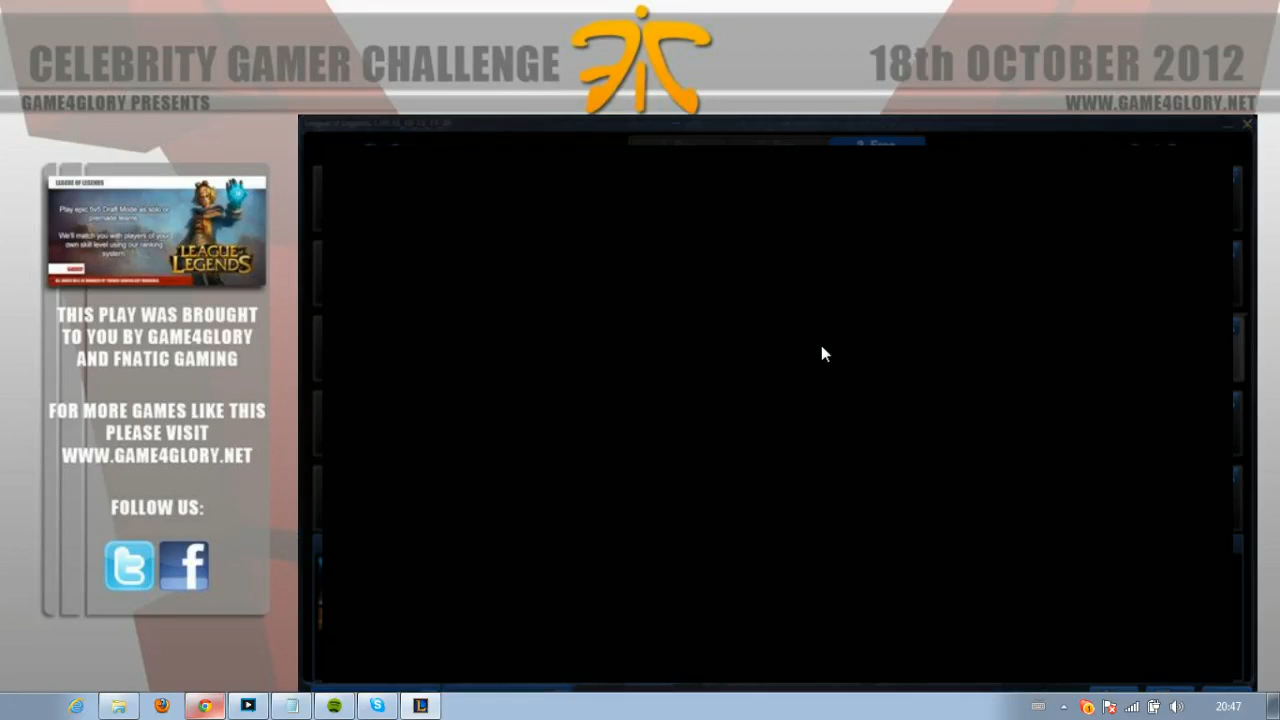 CELEBRITY GAMER CHALLENGE
18th OCTOBER 2012
GAME4GLORY PRESENTS
WWW.GAME4GLORY.NET
LEAGUE OF LEGENDS
Play epic 5v5 Draft Mode as solo or
premade teams.
We'll match you with players of your
own skill level using our ranking
system.
LEAGUE OF
LEGENDS
THIS PLAY WAS BROUGHT
TO YOU BY GAME4GLORY
AND FNATIC GAMING
FOR MORE GAMES LIKE THIS
PLEASE VISIT
WWW.GAME4GLORY.NET
FOLLOW US:
20:47